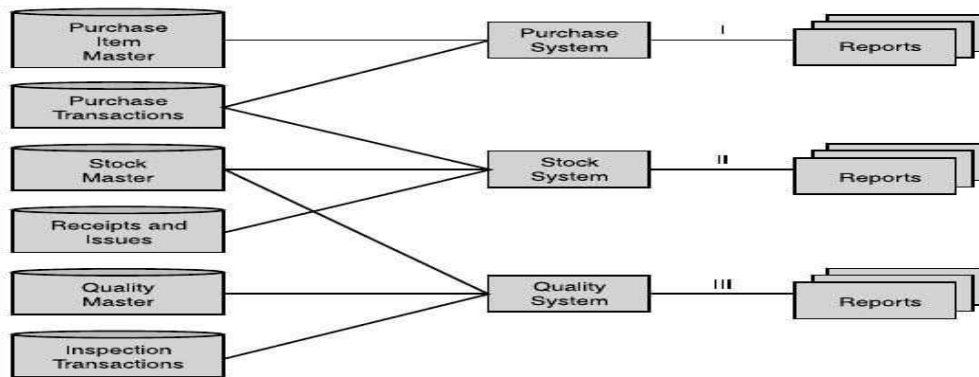 Purchase
Item
Master
Purchase
System
I
Reports
Purchase
Transactions
Stock
Master
Stock
System
II
Reports
Receipts and
Issues
Quality
Master
Quality
System
III
Reports
Inspection
Transactions